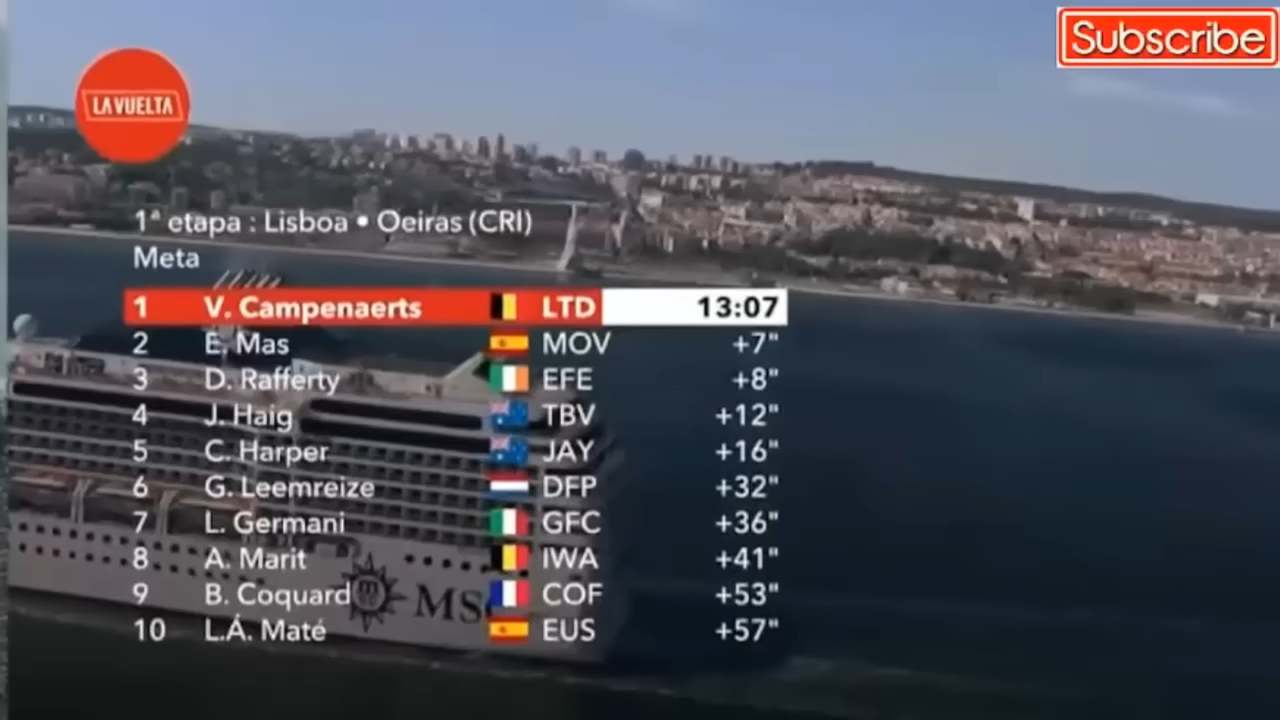 Subscribe
LA VUELTA
1ª etapa : Lisboa • Oeiras (CRI)
Meta
1 V. Campenaerts LTD 13:07
2 E. Mas MOV +7"
3 D. Rafferty EFE +8"
4 J. Haig TBV +12"
5 C. Harper JAY +16"
6 G. Leemreize DFP +32"
7 L. Germani GFC +36"
8 A. Marit IWA +41"
9 B. Coquard COF +53"
10 L.Á. Maté EUS +57"
MSC